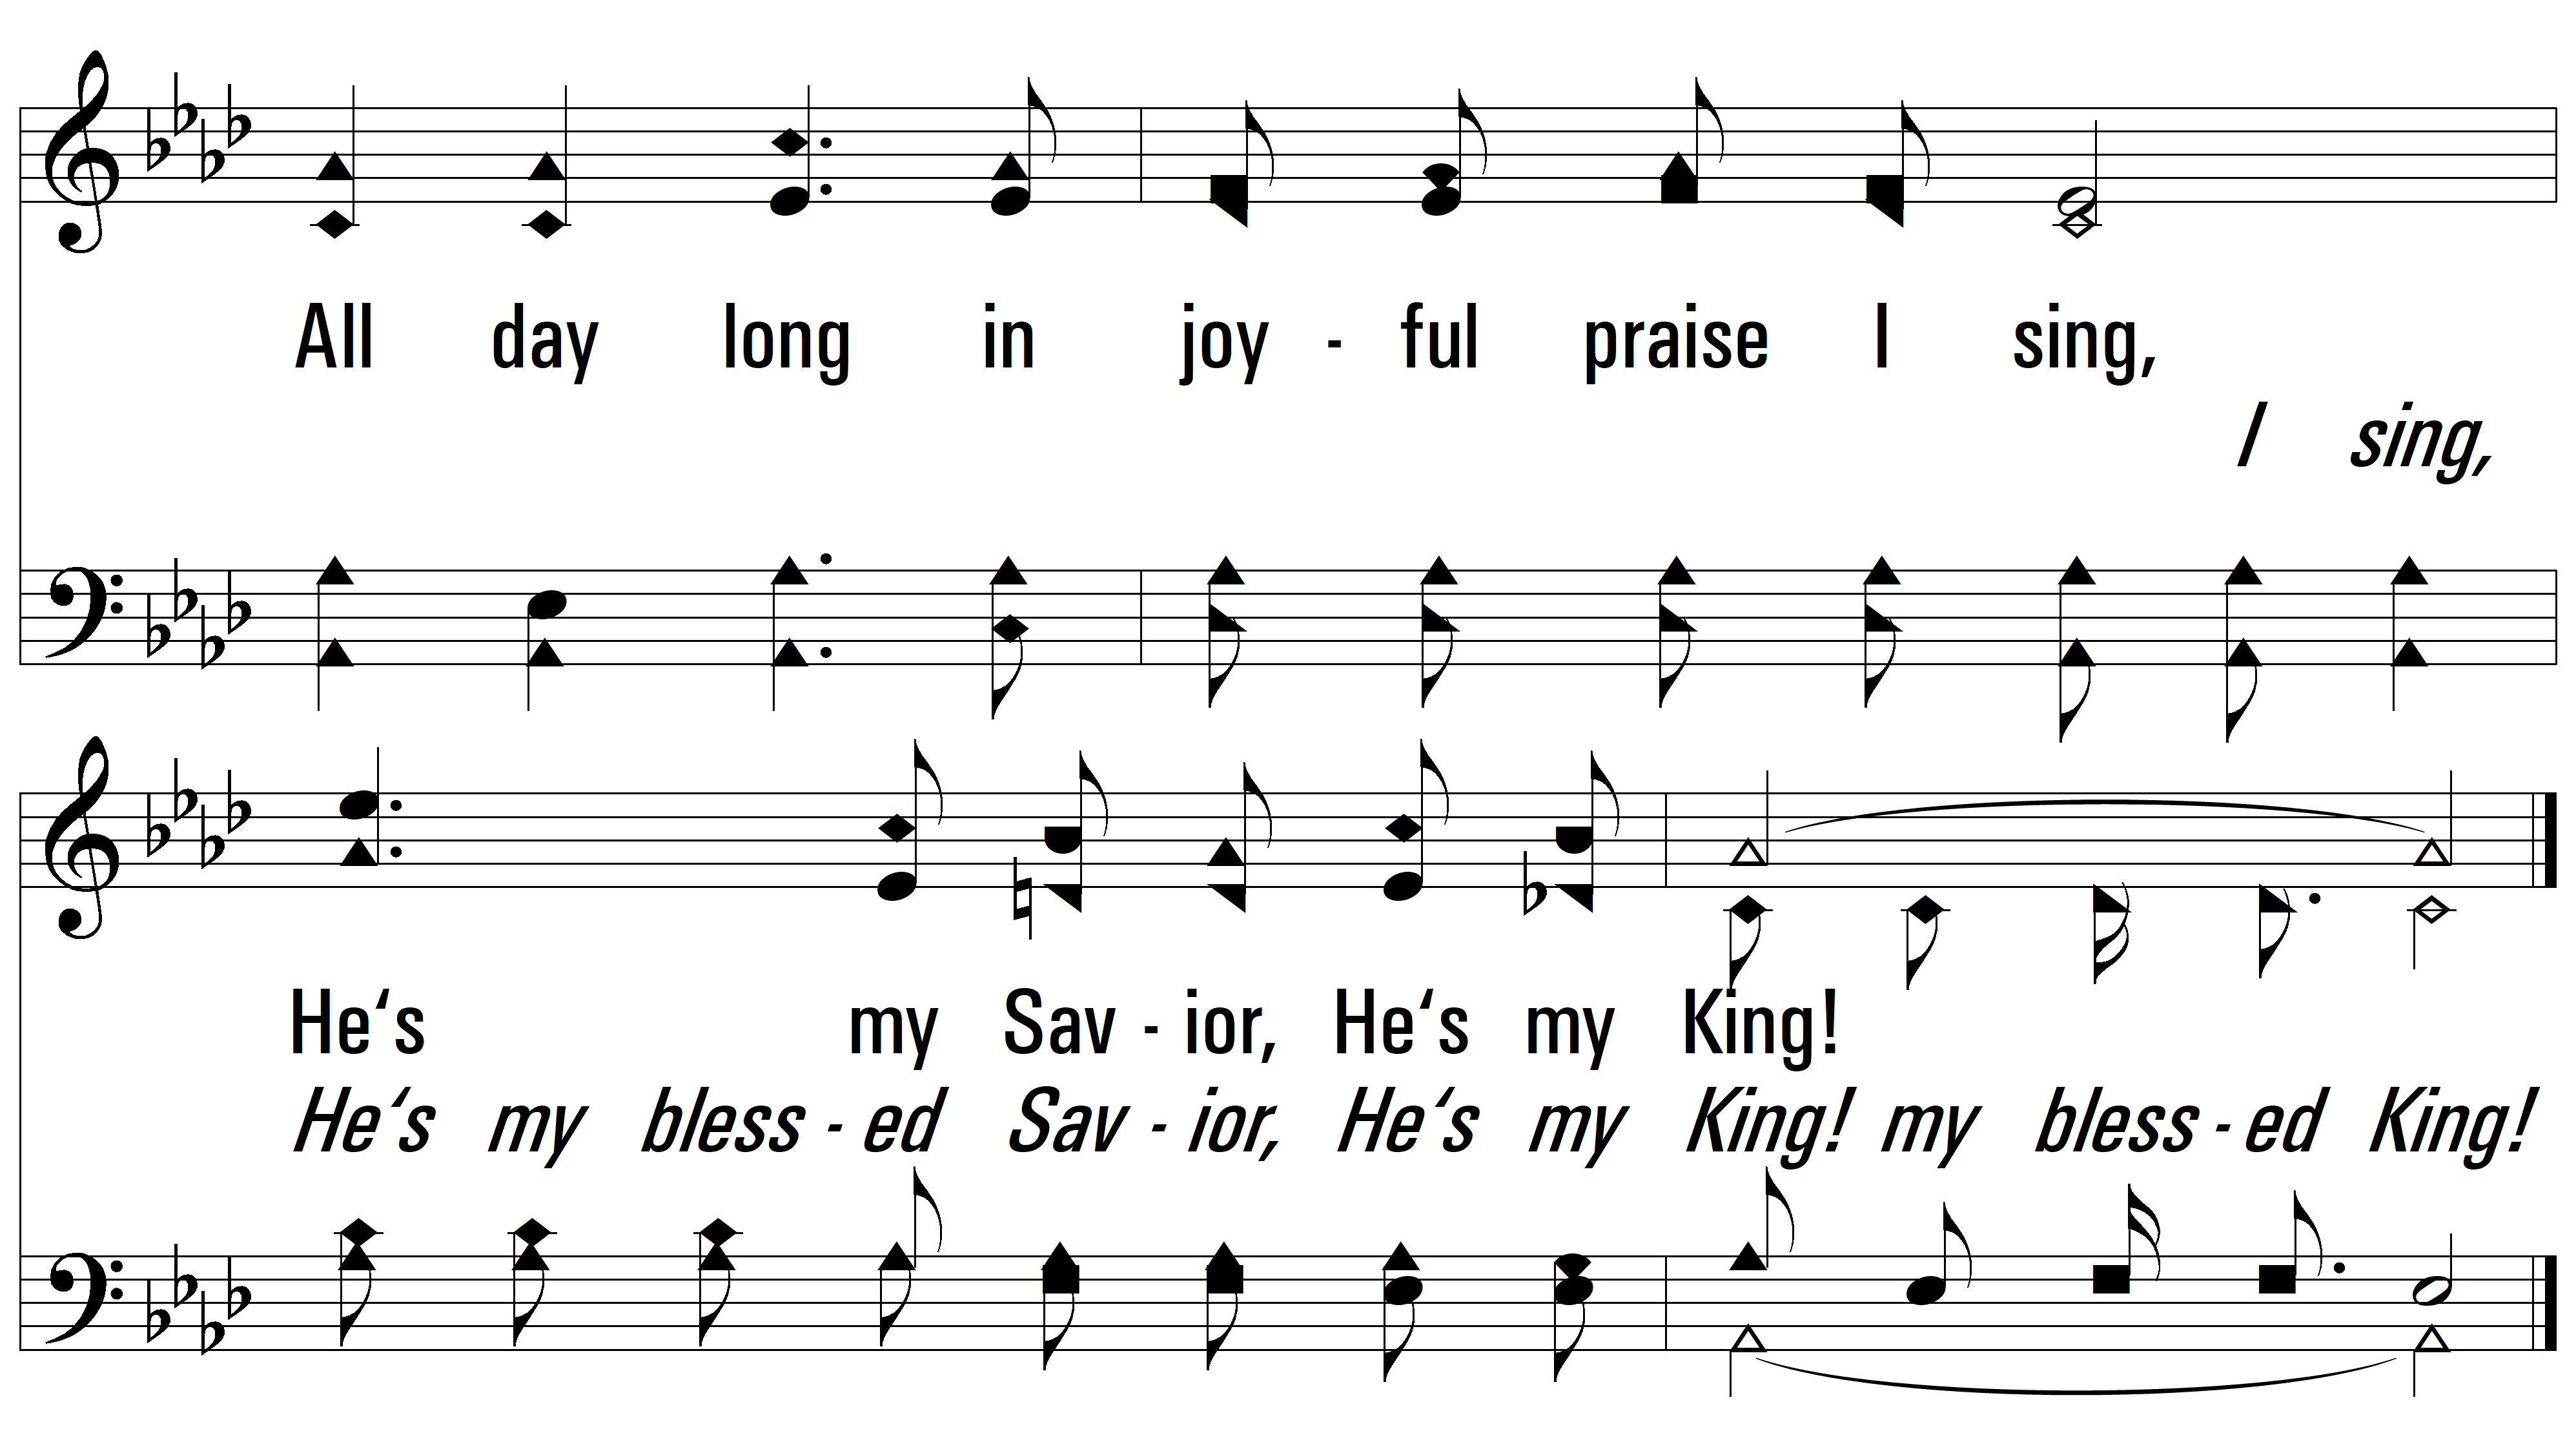 All day long in joy - ful praise I sing,
I sing,
He‘s my Sav - ior, He‘s my King!
He‘s my bless - ed Sav - ior, He‘s my King! my bless - ed King!